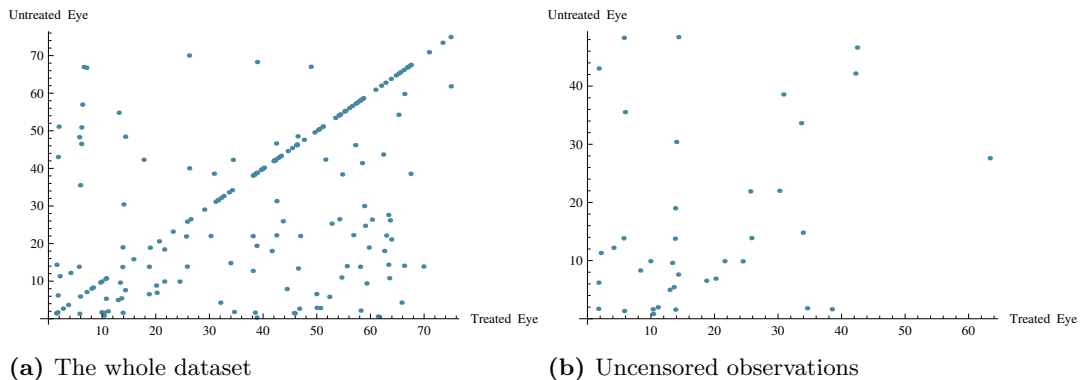 Untreated Eye
70
60
50
40
30
20
10
10 20 30 40 50 60 70
Treated Eye
(a) The whole dataset
Untreated Eye
40
30
20
10
10 20 30 40 50 60
Treated Eye
(b) Uncensored observations